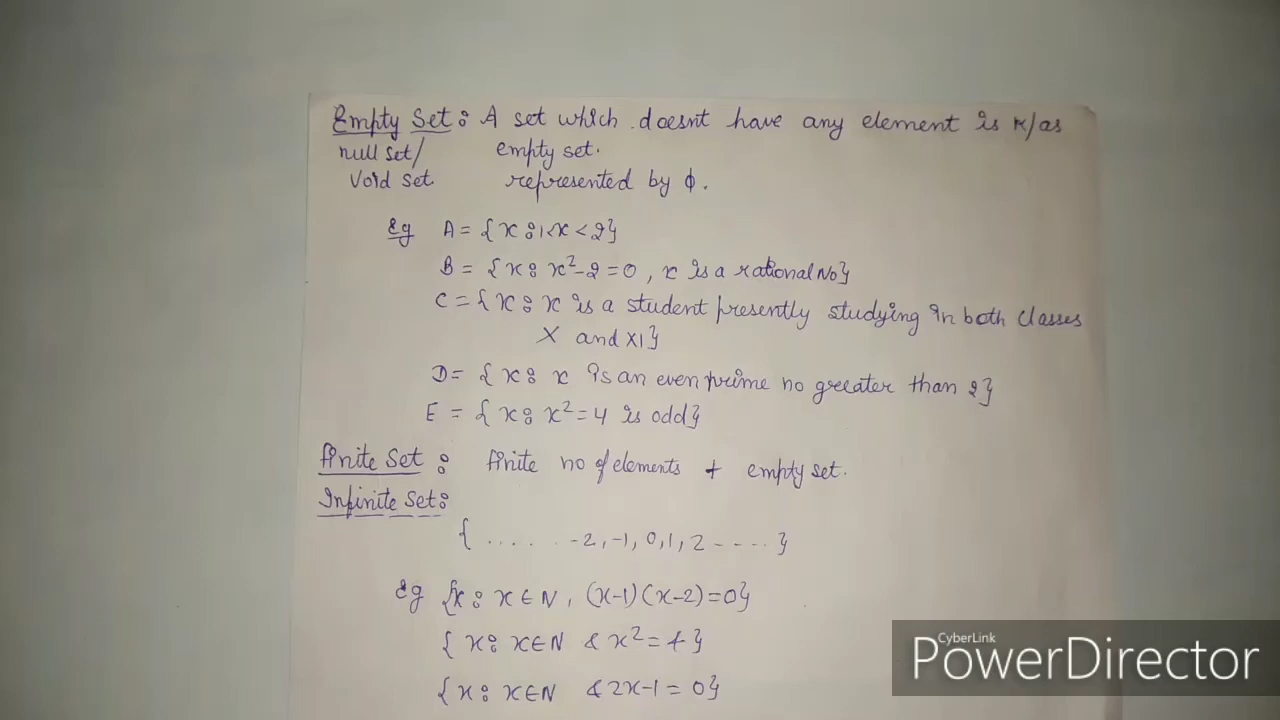 Empty Set : A set which doesnt have any element is k/as
null set/ empty set.
Void set. represented by ϕ.
Eg A = {x : 1<x<2}
B = {x : x²-2=0, x is a rational No}
C = {x : x is a student presently studying in both classes
X and XI}
D = {x : x is an even prime no greater than 2}
E = {x : x² = 4 is odd}
Finite Set : finite no of elements + empty set.
Infinite Set :
{ ..... . -2, -1, 0, 1, 2 - - - - }
Eg {x : x ∈ N, (x-1)(x-2)=0}
{x : x ∈ N & x² = 4}
{x : x ∈ N & 2x-1 = 0}
CyberLink
PowerDirector